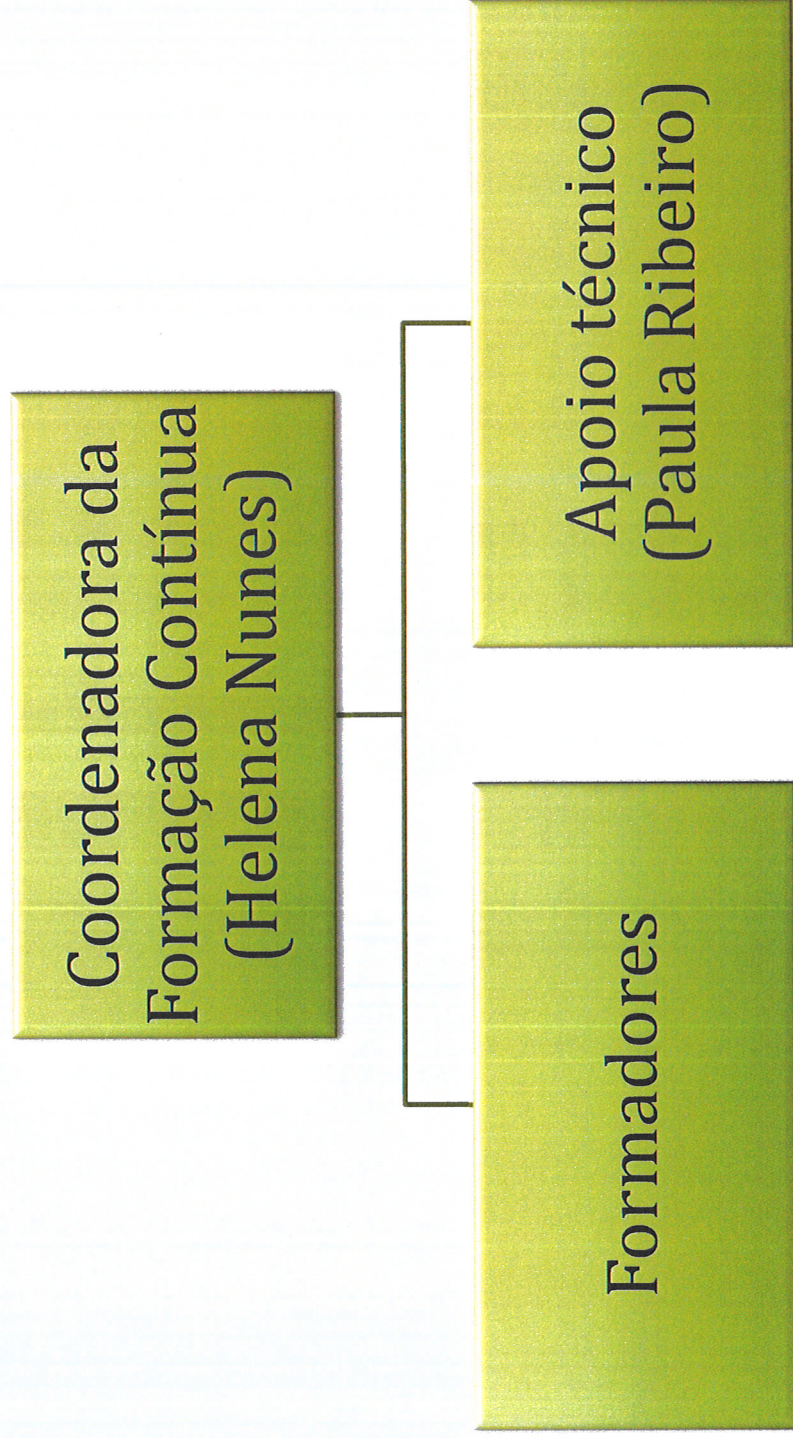 Coordenadora da
Formação Contínua
(Helena Nunes)
Formadores
Apoio técnico
(Paula Ribeiro)